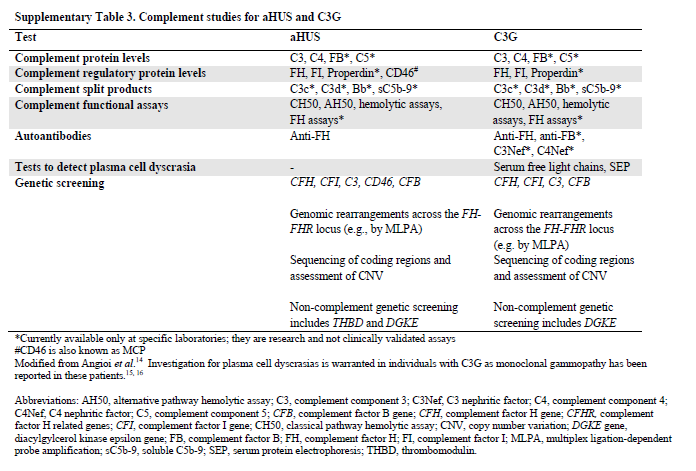 Supplementary Table 3. Complement studies for aHUS and C3G
Test aHUS C3G
Complement protein levels C3, C4, FB*, C5* C3, C4, FB*, C5*
Complement regulatory protein levels FH, FI, Properdin*, CD46# FH, FI, Properdin*
Complement split products C3c*, C3d*, Bb*, sC5b-9* C3c*, C3d*, Bb*, sC5b-9*
Complement functional assays CH50, AH50, hemolytic assays, CH50, AH50, hemolytic
FH assays* assays, FH assays*
Autoantibodies Anti-FH Anti-FH, anti-FB*,
C3Nef*, C4Nef*
Tests to detect plasma cell dyscrasia - Serum free light chains, SEP
Genetic screening CFH, CFI, C3, CD46, CFB CFH, CFI, C3, CFB
Genomic rearrangements across the FH- Genomic rearrangements
FHR locus (e.g., by MLPA) across the FH-FHR locus
(e.g. by MLPA)
Sequencing of coding regions and Sequencing of coding regions
assessment of CNV and assessment of CNV
Non-complement genetic screening Non-complement genetic
includes THBD and DGKE screening includes DGKE
*Currently available only at specific laboratories; they are research and not clinically validated assays
#CD46 is also known as MCP
Modified from Angioi et al.14 Investigation for plasma cell dyscrasias is warranted in individuals with C3G as monoclonal gammopathy has been
reported in these patients.15, 16
Abbreviations: AH50, alternative pathway hemolytic assay; C3, complement component 3; C3Nef, C3 nephritic factor; C4, complement component 4;
C4Nef, C4 nephritic factor; C5, complement component 5; CFB, complement factor B gene; CFH, complement factor H gene; CFHR, complement
factor H related genes; CFI, complement factor I gene; CH50, classical pathway hemolytic assay; CNV, copy number variation; DGKE gene,
diacylgylcerol kinase epsilon gene; FB, complement factor B; FH, complement factor H; FI, complement factor I; MLPA, multiplex ligation-dependent
probe amplification; sC5b-9, soluble C5b-9; SEP, serum protein electrophoresis; THBD, thrombomodulin.